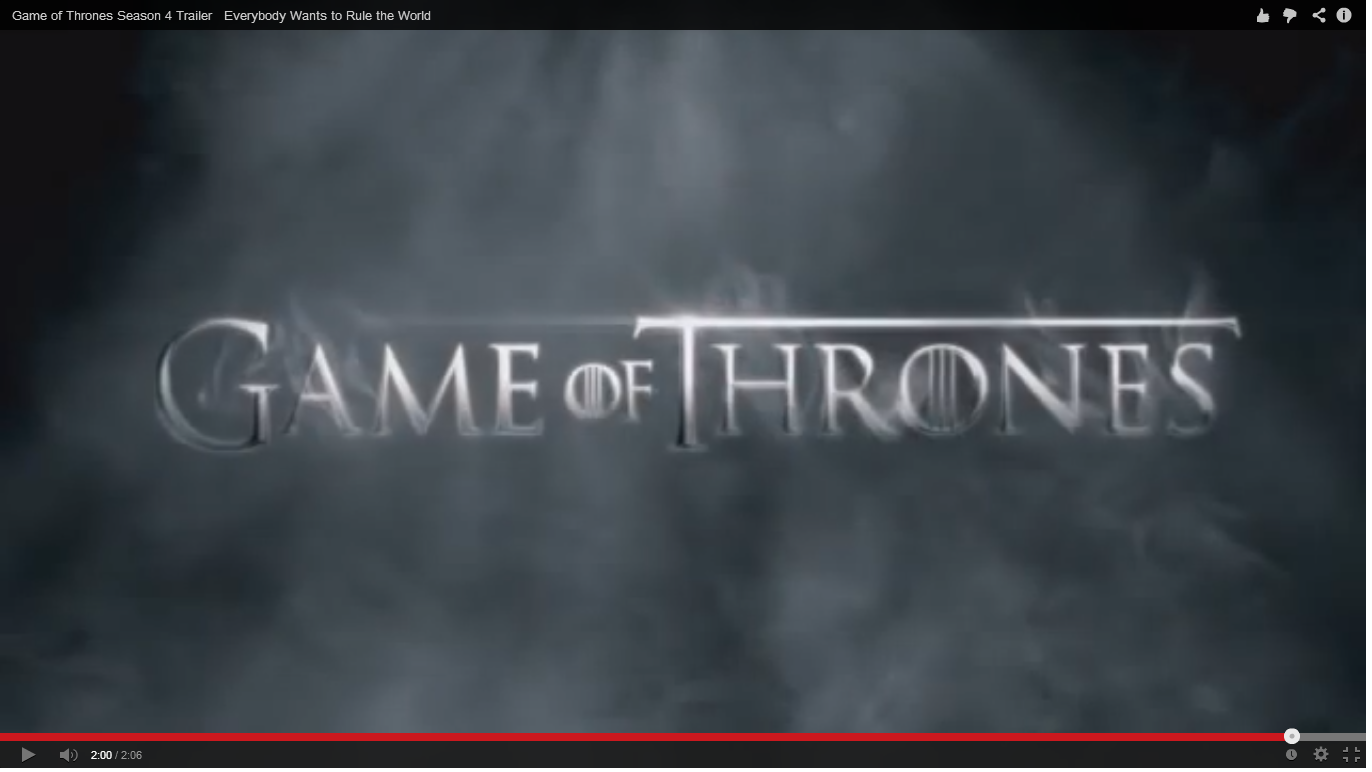 Game of Thrones Season 4 Trailer   Everybody Wants to Rule the World
GAME OF THRONES
2:00 / 2:06